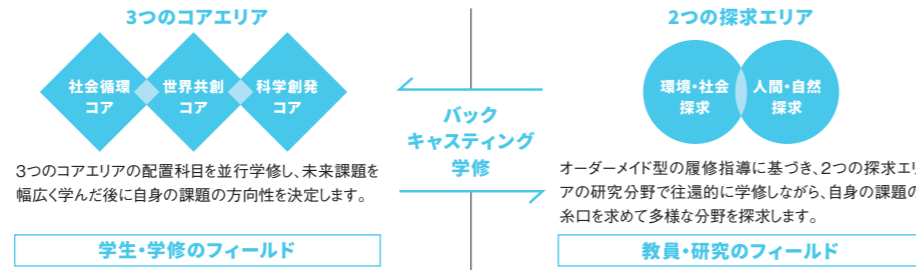 3つのコアエリア
社会循環
コア
世界共創
コア
科学創発
コア
3つのコアエリアの配置科目を並行学修し、未来課題を
幅広く学んだ後に自身の課題の方向性を決定します。
学生・学修のフィールド
バック
キャスティング
学修
2つの探求エリア
環境・社会
探求
人間・自然
探求
オーダーメイド型の履修指導に基づき、2つの探求エリ
アの研究分野で往還的に学修しながら、自身の課題の
糸口を求めて多様な分野を探求します。
教員・研究のフィールド